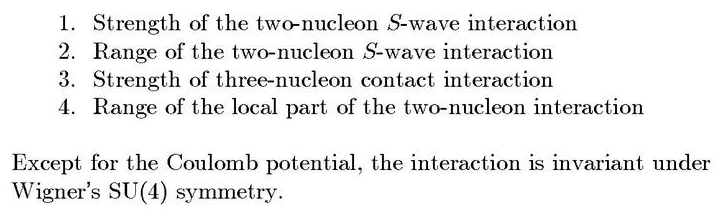 1. Strength of the two-nucleon S-wave interaction
2. Range of the two-nucleon S-wave interaction
3. Strength of three-nucleon contact interaction
4. Range of the local part of the two-nucleon interaction
Except for the Coulomb potential, the interaction is invariant under
Wigner's SU(4) symmetry.